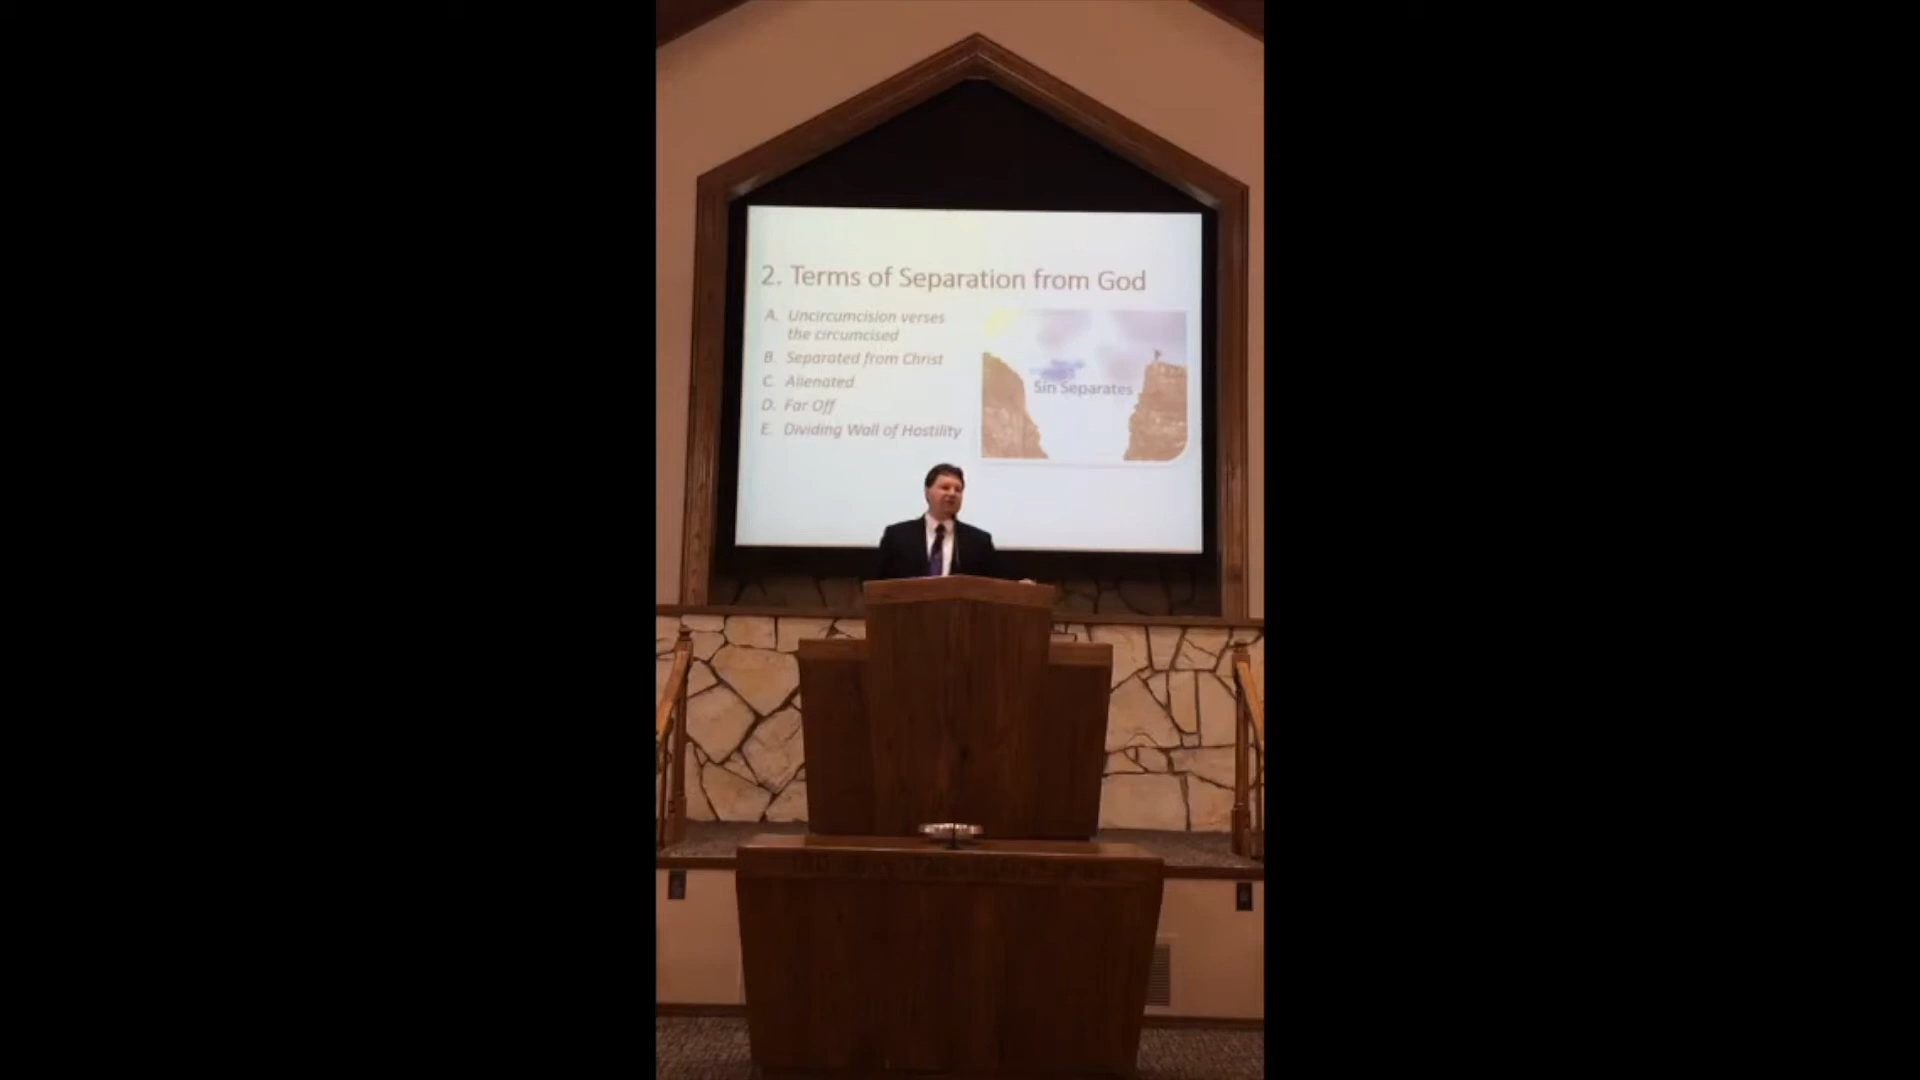 2. Terms of Separation from God
A. Uncircumcision verses
the circumcised
B. Separated from Christ
C. Alienated
D. Far Off
E. Dividing Wall of Hostility
Sin Separates